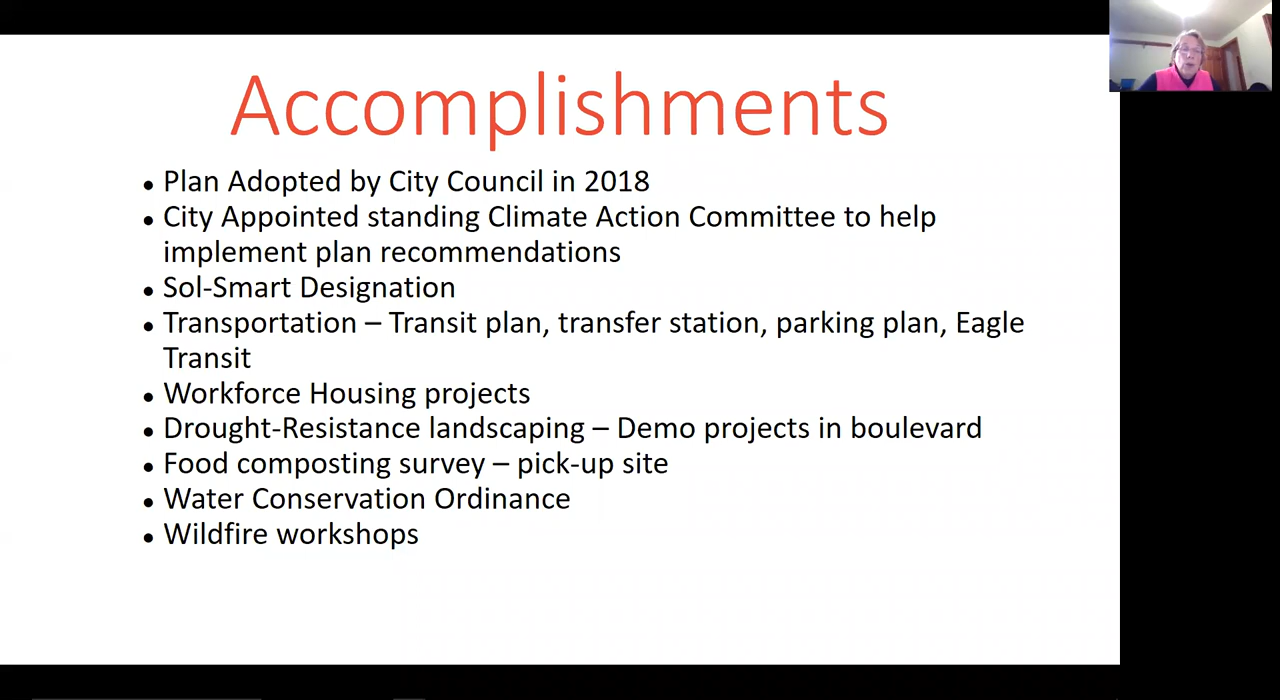 Accomplishments
• Plan Adopted by City Council in 2018
• City Appointed standing Climate Action Committee to help
implement plan recommendations
• Sol-Smart Designation
• Transportation – Transit plan, transfer station, parking plan, Eagle
Transit
• Workforce Housing projects
• Drought-Resistance landscaping – Demo projects in boulevard
• Food composting survey – pick-up site
• Water Conservation Ordinance
• Wildfire workshops